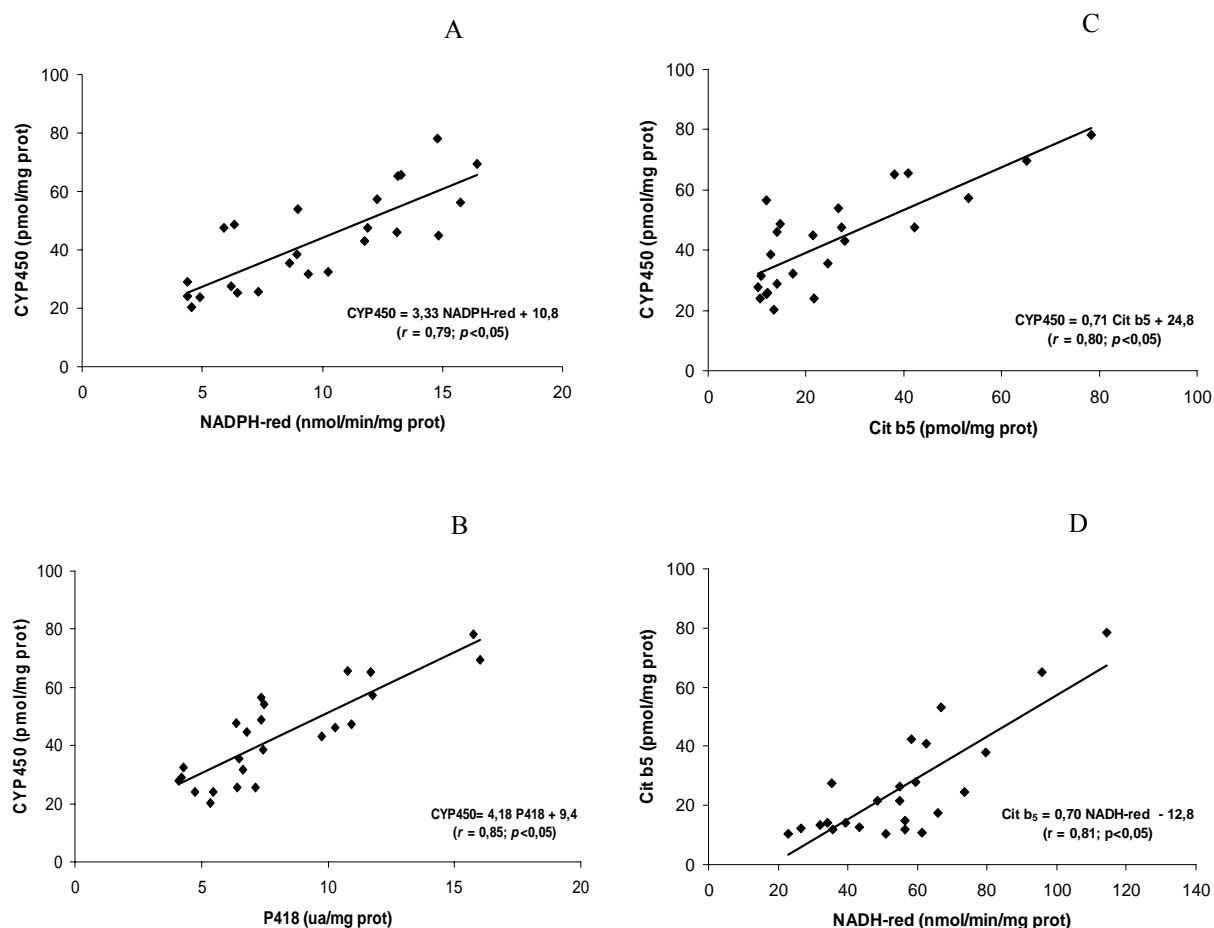 A
100
80
60
40
20
0
CYP450 (pmol/mg prot)
0 5 10 15 20
NADPH-red (nmol/min/mg prot)
CYP450 = 3,33 NADPH-red + 10,8
(r = 0,79; p<0,05)
C
100
80
60
40
20
0
CYP450 (pmol/mg prot)
0 20 40 60 80 100
Cit b5 (pmol/mg prot)
CYP450 = 0,71 Cit b5 + 24,8
(r = 0,80; p<0,05)
B
100
80
60
40
20
0
CYP450 (pmol/mg prot)
0 5 10 15 20
P418 (ua/mg prot)
CYP450= 4,18 P418 + 9,4
(r = 0,85; p<0,05)
D
100
80
60
40
20
0
Cit b5 (pmol/mg prot)
0 20 40 60 80 100 120 140
NADH-red (nmol/min/mg prot)
Cit b₅ = 0,70 NADH-red - 12,8
(r = 0,81; p<0,05)